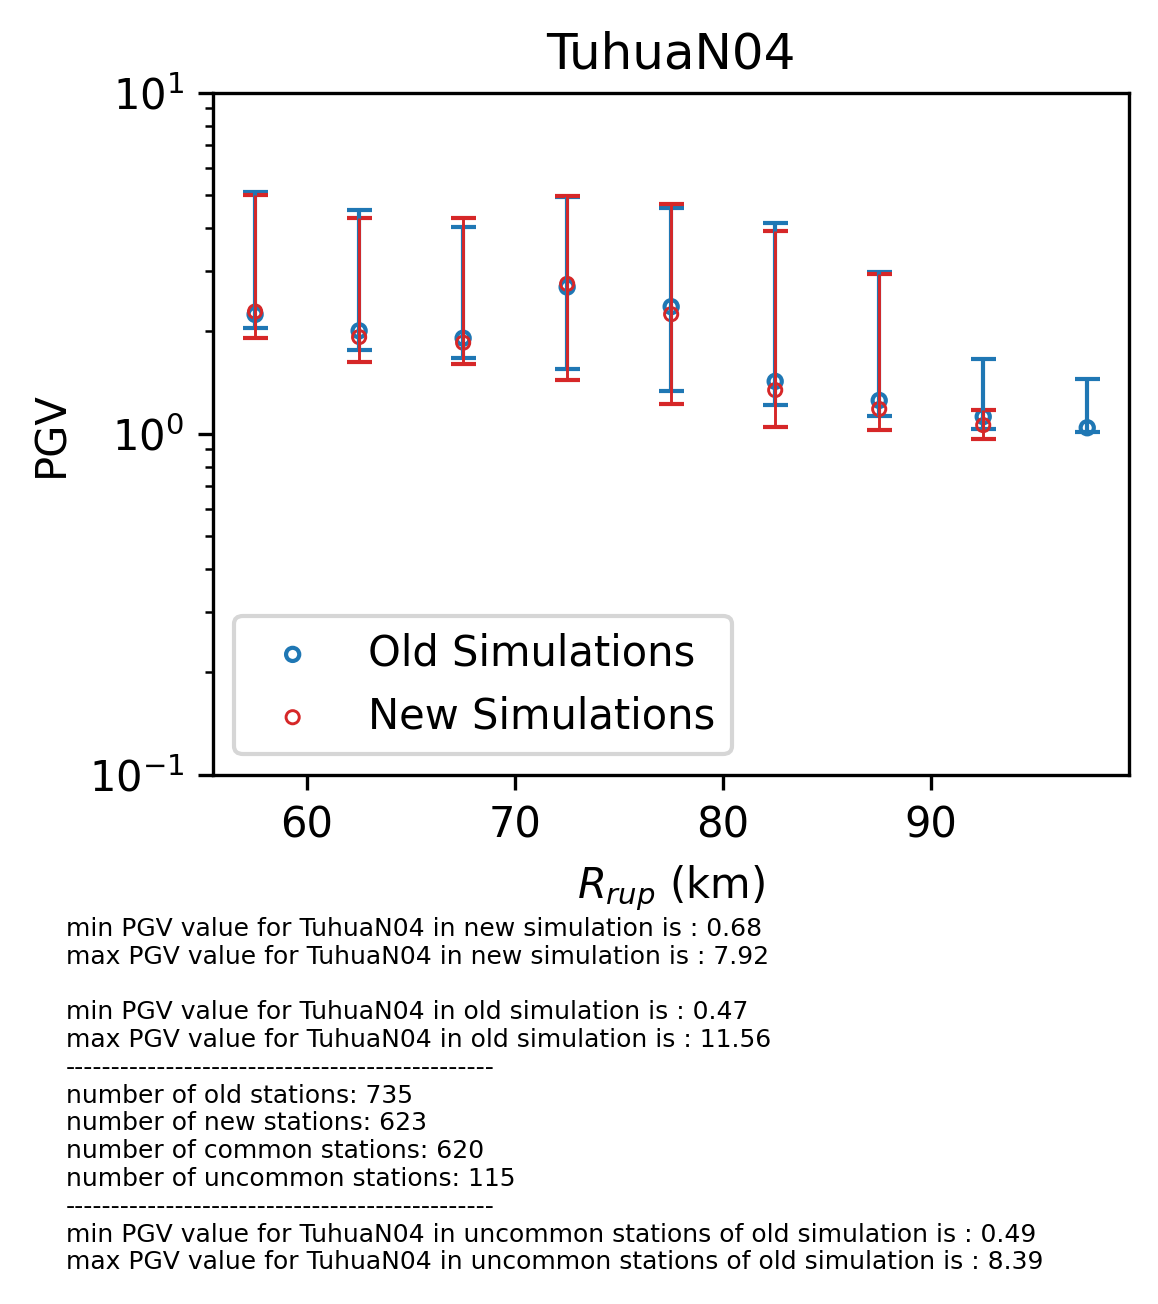 TuhuaN04
10¹
10⁰
10⁻¹
PGV
Old Simulations
New Simulations
60 70 80 90
R_rup (km)
min PGV value for TuhuaN04 in new simulation is : 0.68
max PGV value for TuhuaN04 in new simulation is : 7.92
min PGV value for TuhuaN04 in old simulation is : 0.47
max PGV value for TuhuaN04 in old simulation is : 11.56
-----------------------------------------------
number of old stations: 735
number of new stations: 623
number of common stations: 620
number of uncommon stations: 115
-----------------------------------------------
min PGV value for TuhuaN04 in uncommon stations of old simulation is : 0.49
max PGV value for TuhuaN04 in uncommon stations of old simulation is : 8.39